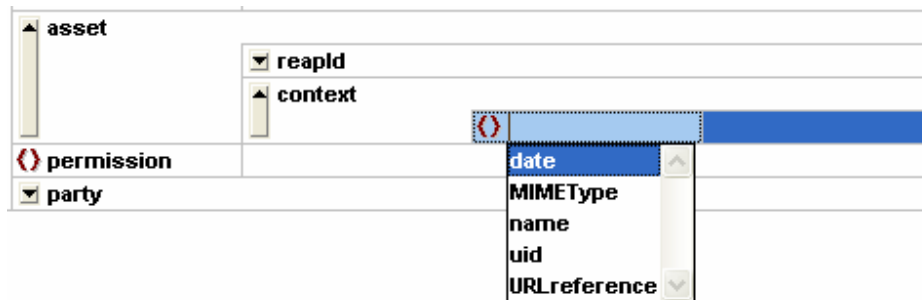 asset
reapId
context
{}
{} permission
date
party
MIMEType
name
uid
URLreference